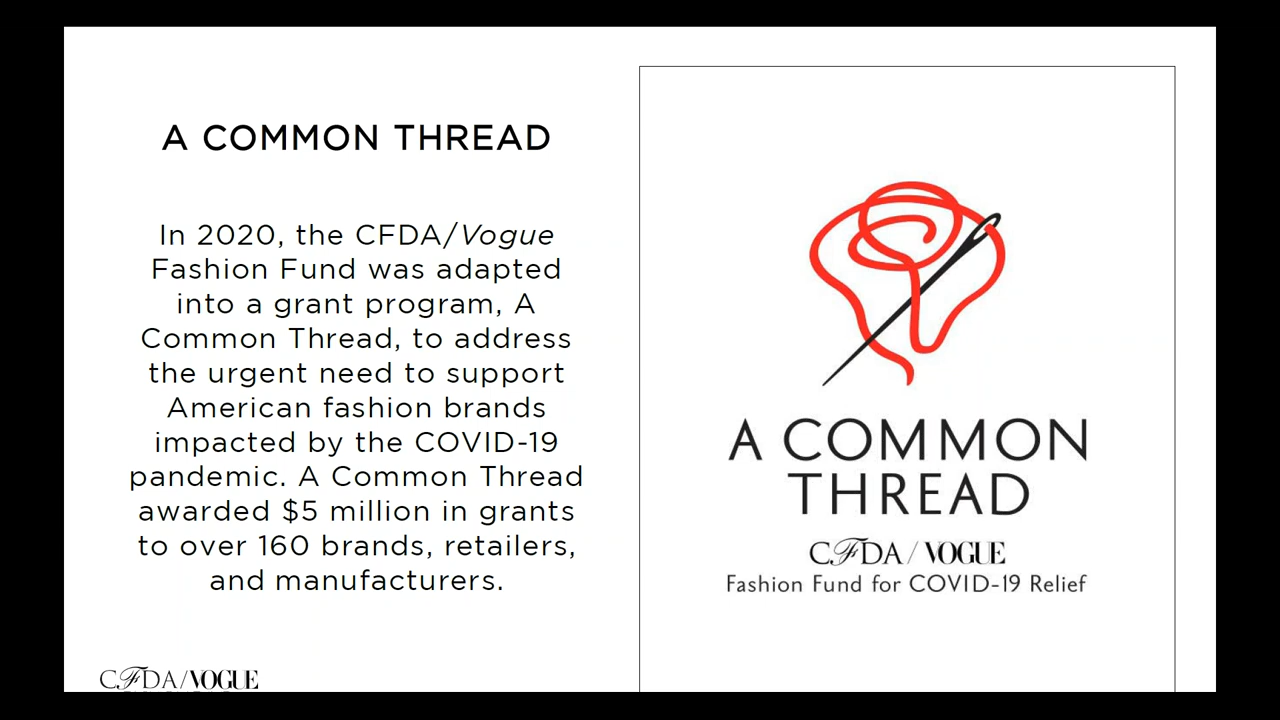 A COMMON THREAD
In 2020, the CFDA/Vogue
Fashion Fund was adapted
into a grant program, A
Common Thread, to address
the urgent need to support
American fashion brands
impacted by the COVID-19
pandemic. A Common Thread
awarded $5 million in grants
to over 160 brands, retailers,
and manufacturers.
CFDA/VOGUE
A COMMON
THREAD
CFDA / VOGUE
Fashion Fund for COVID-19 Relief